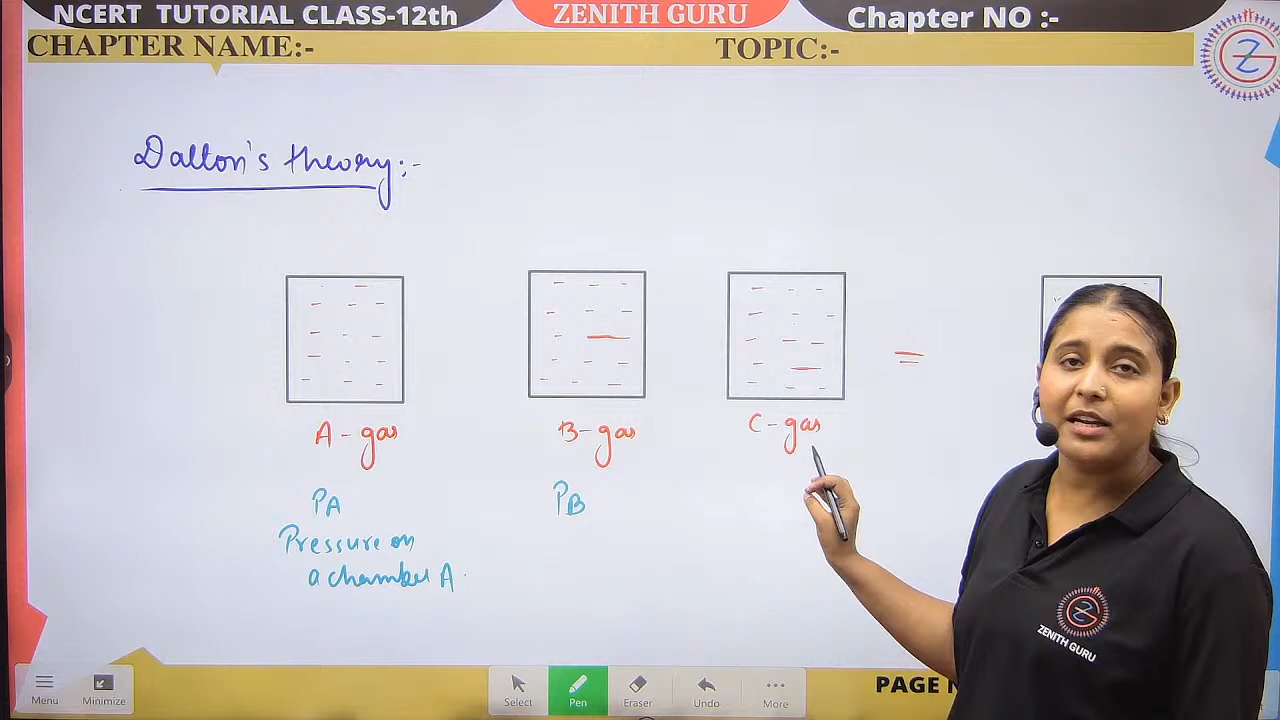 NCERT TUTORIAL CLASS-12th
ZENITH GURU
Chapter NO :-
CHAPTER NAME:-
TOPIC:-
Dalton's theory:-
A - gas
B - gas
C - gas
=
PA
PB
Pressure on
a chamber A.
ZENITH GURU
Menu
Minimize
Select
Pen
Eraser
Undo
More
PAGE